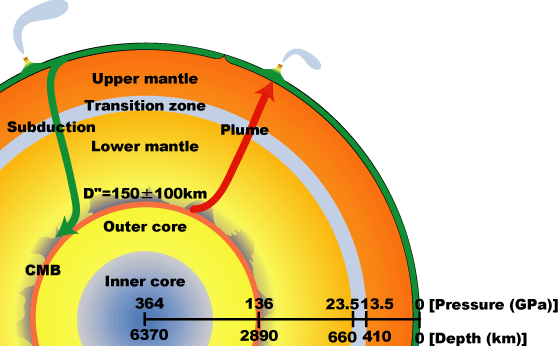 Upper mantle
Transition zone
Subduction
Plume
Lower mantle
D"=150±100km
Outer core
CMB
Inner core
364 136 23.5 13.5 0 [Pressure (GPa)]
6370 2890 660 410 0 [Depth (km)]